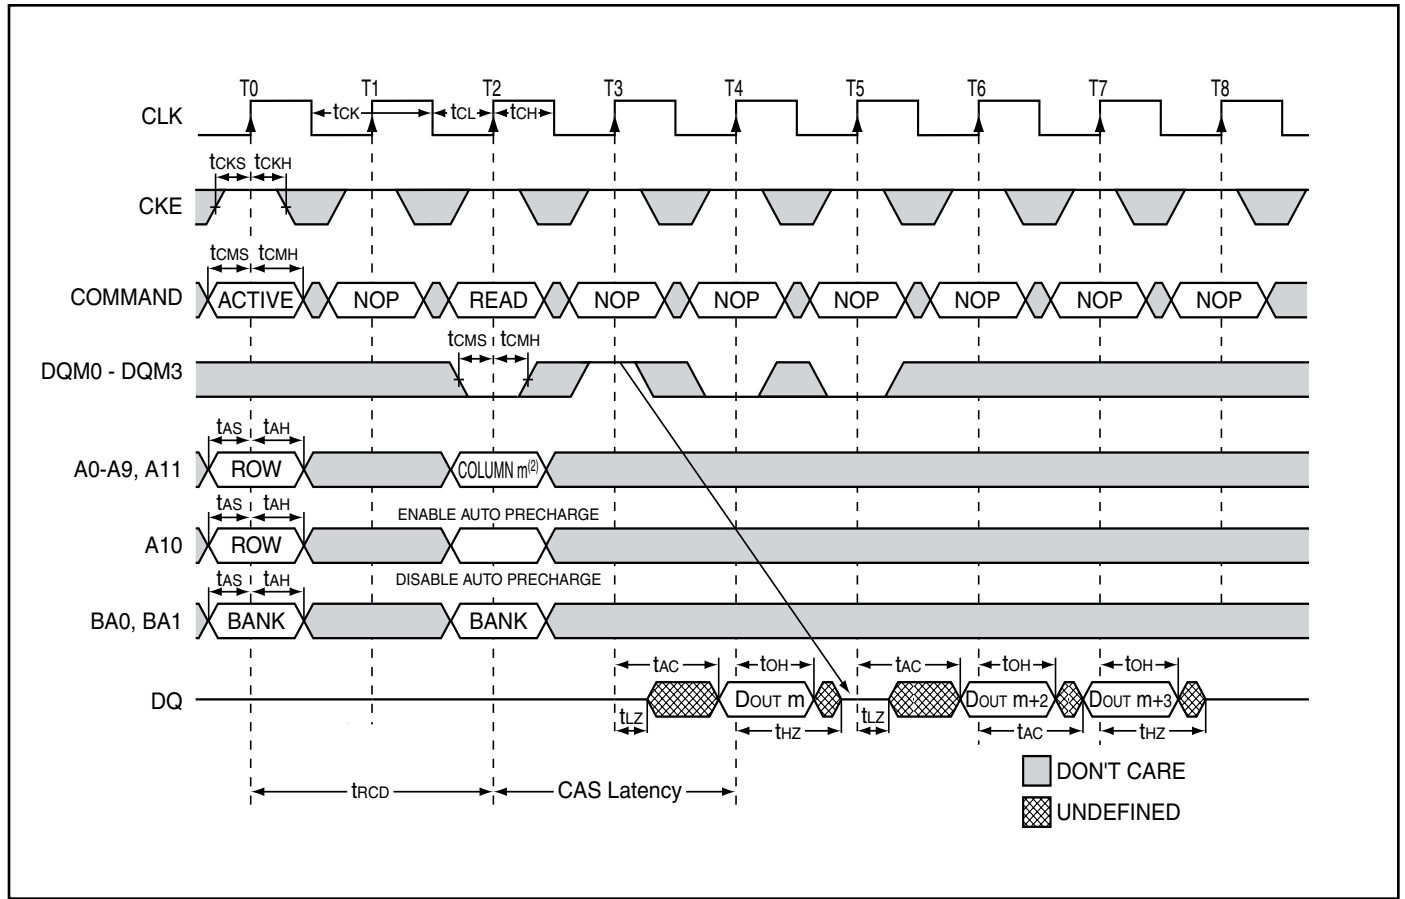 T0 T1 T2 T3 T4 T5 T6 T7 T8
CLK
tCK tCL tCH
tCKS tCKH
CKE
tCMS tCMH
COMMAND ACTIVE NOP READ NOP NOP NOP NOP NOP NOP
tCMS tCMH
DQM0 - DQM3
tAS tAH
A0-A9, A11 ROW COLUMN m(2)
tAS tAH ENABLE AUTO PRECHARGE
A10 ROW
tAS tAH DISABLE AUTO PRECHARGE
BA0, BA1 BANK BANK
tAC tOH tAC tOH tOH
DQ DOUT m DOUT m+2 DOUT m+3
tLZ tHZ tLZ tAC tHZ
tRCD CAS Latency
DON'T CARE
UNDEFINED